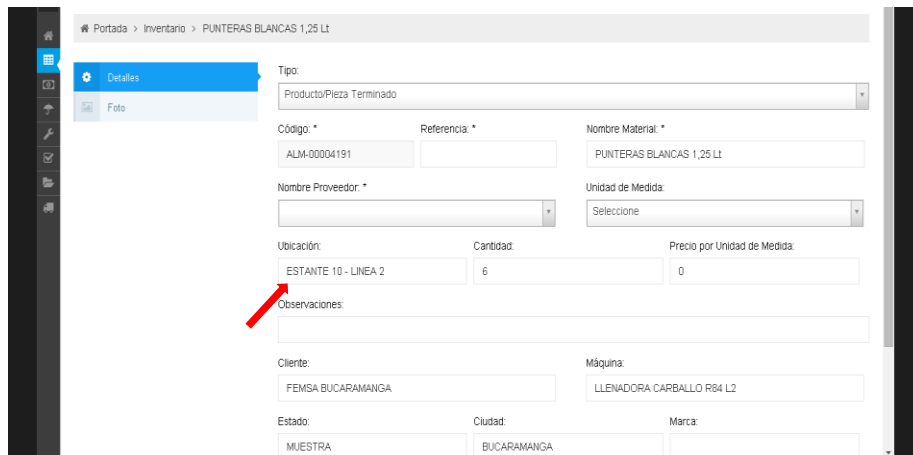 Portada > Inventario > PUNTERAS BLANCAS 1,25 Lt
Detalles
Foto
Tipo:
Producto/Pieza Terminado
Código: * Referencia: * Nombre Material: *
ALM-00004191 PUNTERAS BLANCAS 1,25 Lt
Nombre Proveedor: * Unidad de Medida:
Seleccione
Ubicación: Cantidad: Precio por Unidad de Medida:
ESTANTE 10 - LINEA 2 6 0
Observaciones:
Cliente: Máquina:
FEMSA BUCARAMANGA LLENADORA CARBALLO R84 L2
Estado: Ciudad: Marca:
MUESTRA BUCARAMANGA